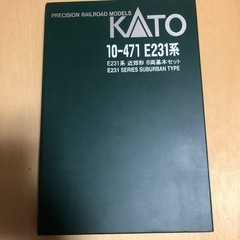 PRECISION RAILROAD MODELS
KATO
10-471 E231系
E231系 近郊形 8両基本セット
E231 SERIES SUBURBAN TYPE